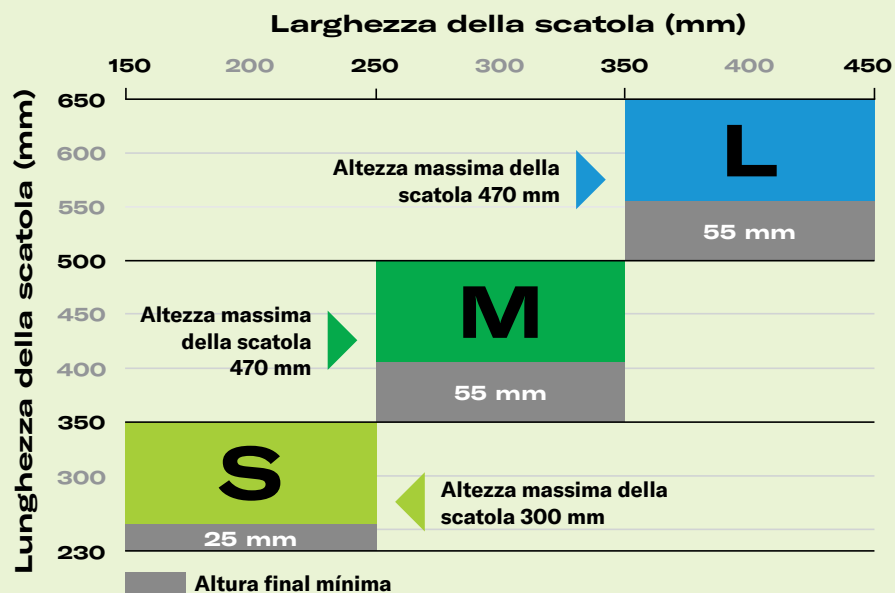 Larghezza della scatola (mm)
150 200 250 300 350 400 450
Lunghezza della scatola (mm)
650
600
550
500
450
400
350
300
230
L
Altezza massima della
scatola 470 mm
55 mm
M
Altezza massima
della scatola
470 mm
55 mm
S
Altezza massima della
scatola 300 mm
25 mm
Altura final mínima